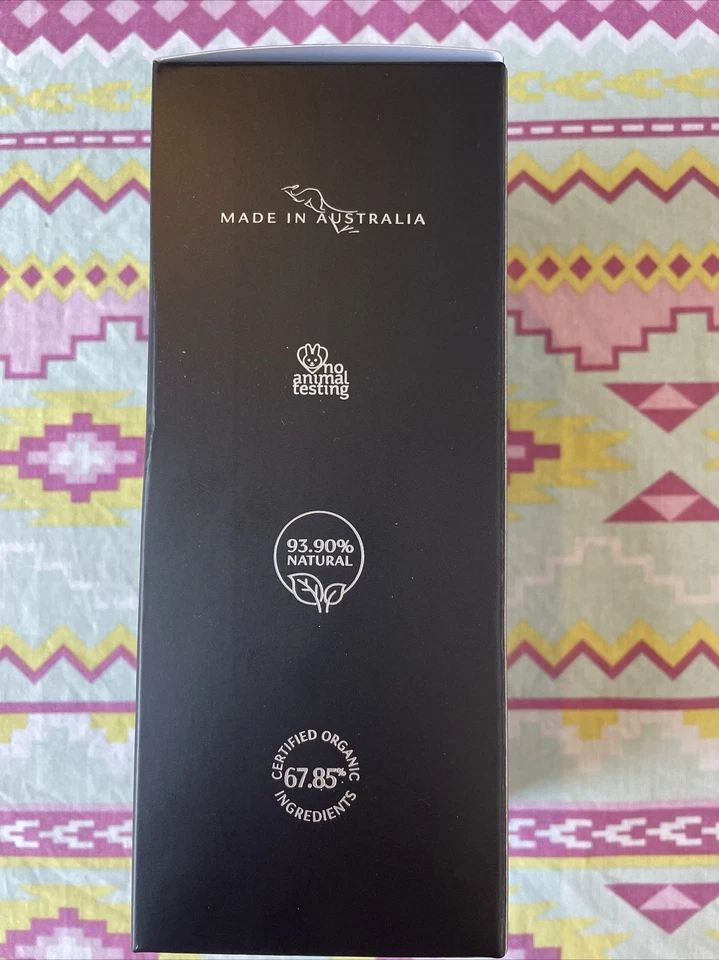 MADE IN AUSTRALIA
no
animal
testing
93.90%
NATURAL
CERTIFIED ORGANIC
67.85%
INGREDIENTS